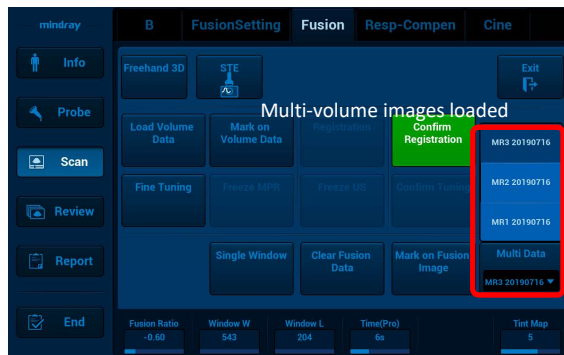 mindray
B FusionSetting Fusion Resp-Compen Cine
Info
Probe
Scan
Review
Report
End
Freehand 3D
STE
Exit
Multi-volume images loaded
Load Volume
Data
Mark on
Volume Data
Registration
Confirm
Registration
MR3 20190716
MR2 20190716
MR1 20190716
Fine Tuning
Freeze MPR
Freeze US
Confirm Tuning
Single Window
Clear Fusion
Data
Mark on Fusion
Image
Multi Data
MR3 20190716
Fusion Ratio
-0.60
Window W
543
Window L
204
Time(Pro)
6s
Tint Map
5